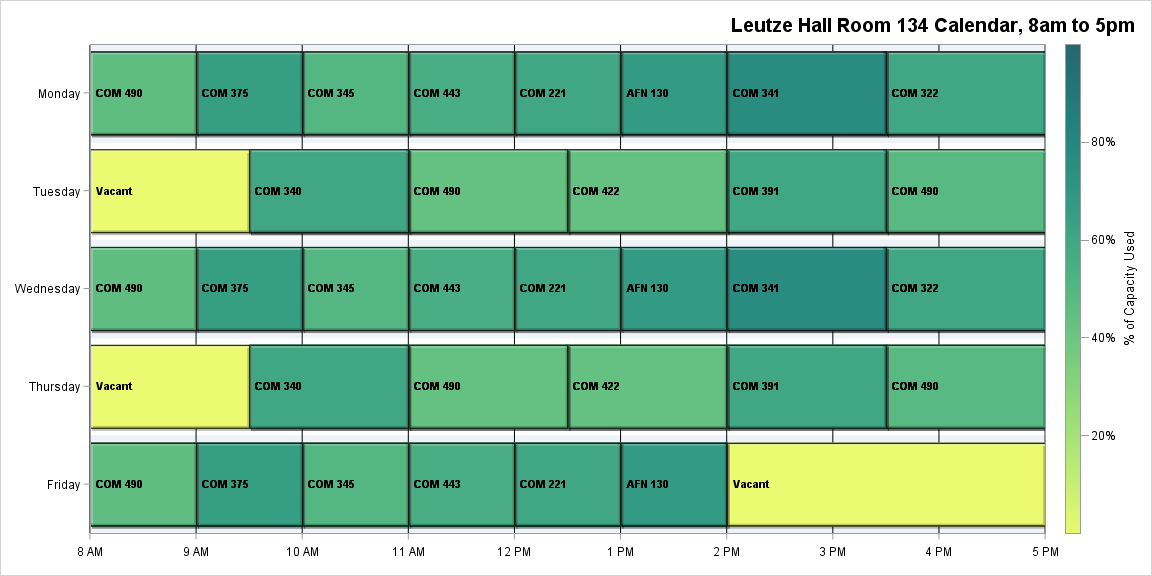 Leutze Hall Room 134 Calendar, 8am to 5pm
Monday COM 490 COM 375 COM 345 COM 443 COM 221 AFN 130 COM 341 COM 322
Tuesday Vacant COM 340 COM 490 COM 422 COM 391 COM 490
Wednesday COM 490 COM 375 COM 345 COM 443 COM 221 AFN 130 COM 341 COM 322
Thursday Vacant COM 340 COM 490 COM 422 COM 391 COM 490
Friday COM 490 COM 375 COM 345 COM 443 COM 221 AFN 130 Vacant
8 AM 9 AM 10 AM 11 AM 12 PM 1 PM 2 PM 3 PM 4 PM 5 PM
80%
60%
40%
20%
% of Capacity Used